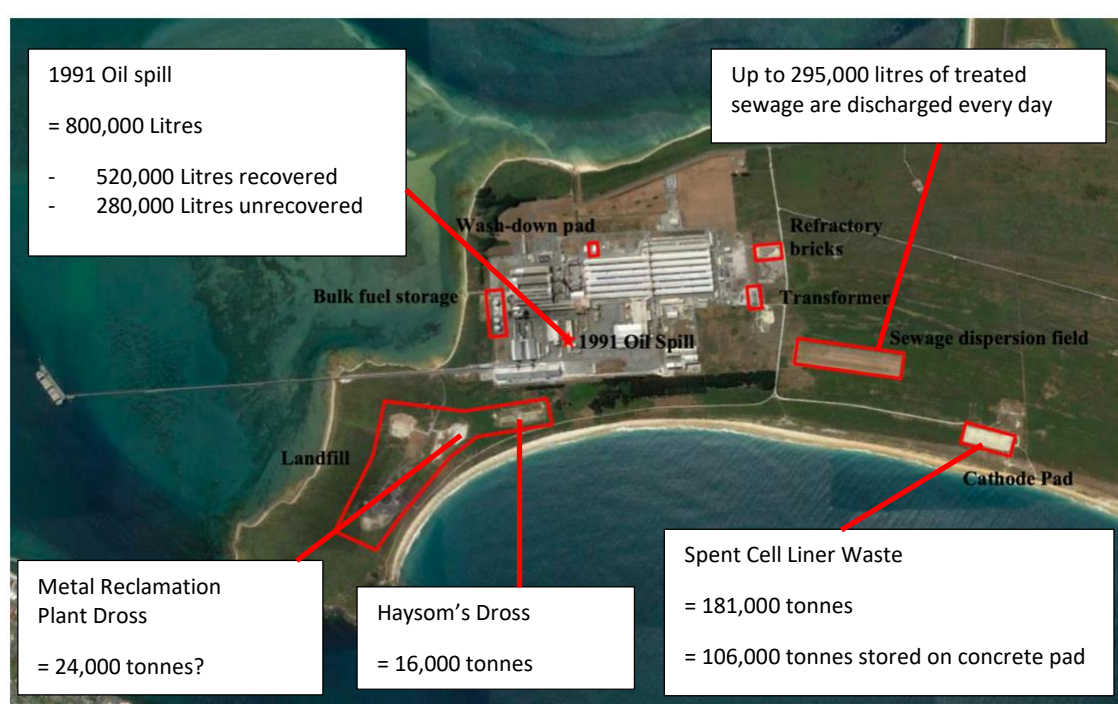 1991 Oil spill
= 800,000 Litres
- 520,000 Litres recovered
- 280,000 Litres unrecovered
Up to 295,000 litres of treated
sewage are discharged every day
Wash-down pad
Refractory
bricks
Bulk fuel storage
Transformer
1991 Oil Spill
Sewage dispersion field
Landfill
Cathode Pad
Metal Reclamation
Plant Dross
= 24,000 tonnes?
Haysom’s Dross
= 16,000 tonnes
Spent Cell Liner Waste
= 181,000 tonnes
= 106,000 tonnes stored on concrete pad